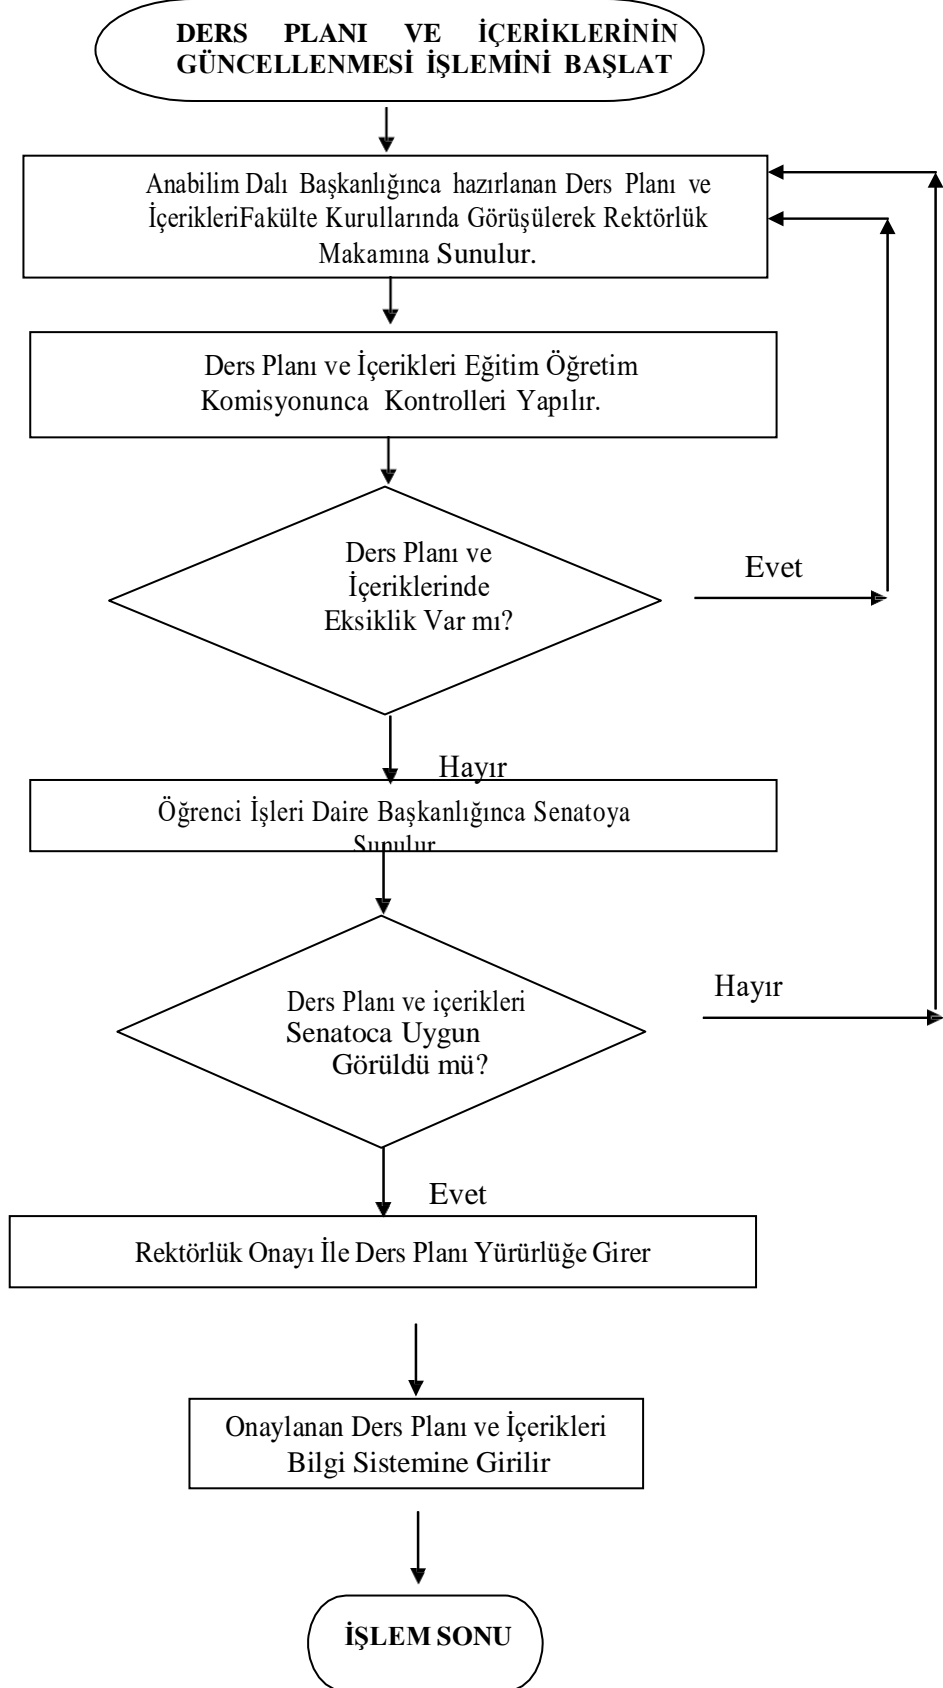 DERS PLANI VE İÇERİKLERİNİN
GÜNCELLENMESİ İŞLEMİNİ BAŞLAT
Anabilim Dalı Başkanlığınca hazırlanan Ders Planı ve
İçerikleriFakülte Kurullarında Görüşülerek Rektörlük
Makamına Sunulur.
Ders Planı ve İçerikleri Eğitim Öğretim
Komisyonunca Kontrolleri Yapılır.
Ders Planı ve
İçeriklerinde
Eksiklik Var mı?
Evet
Hayır
Öğrenci İşleri Daire Başkanlığınca Senatoya
Sunulur
Ders Planı ve içerikleri
Senatoca Uygun
Görüldü mü?
Hayır
Evet
Rektörlük Onayı İle Ders Planı Yürürlüğe Girer
Onaylanan Ders Planı ve İçerikleri
Bilgi Sistemine Girilir
İŞLEM SONU